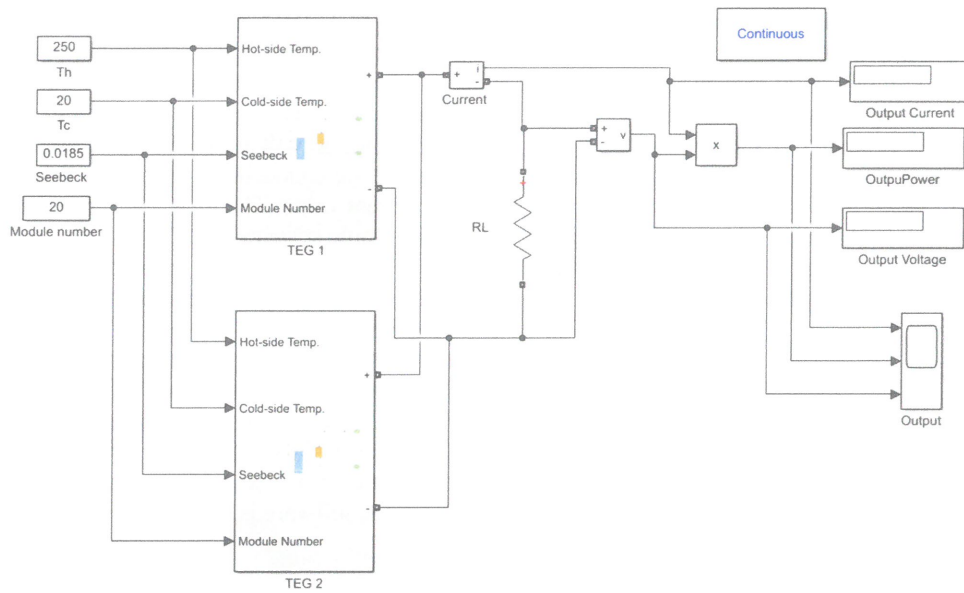 Continuous
250
Th
20
Tc
0.0185
Seebeck
20
Module number
Hot-side Temp.
Cold-side Temp.
Seebeck
Module Number
+
-
TEG 1
Hot-side Temp.
Cold-side Temp.
Seebeck
Module Number
+
-
TEG 2
+
i
-
Current
RL
+
+
-
v
x
Output Current
OutpuPower
Output Voltage
Output